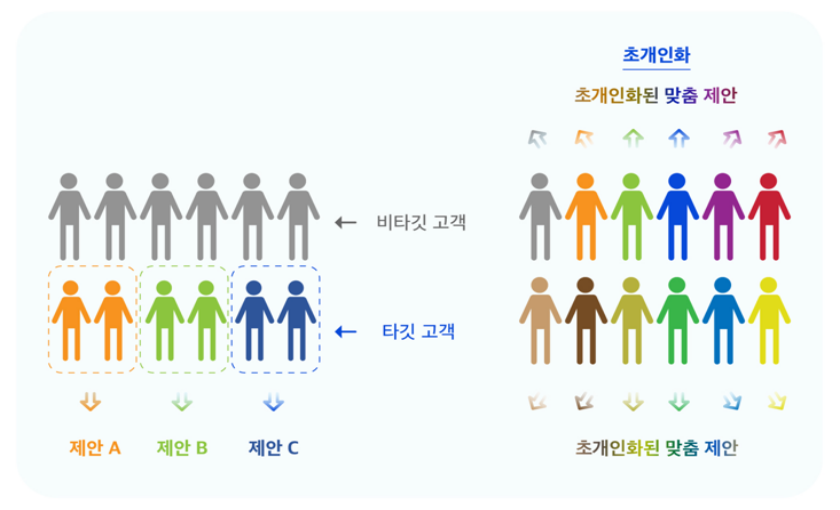 초개인화
초개인화된 맞춤 제안
비타깃 고객
타깃 고객
제안 A
제안 B
제안 C
초개인화된 맞춤 제안